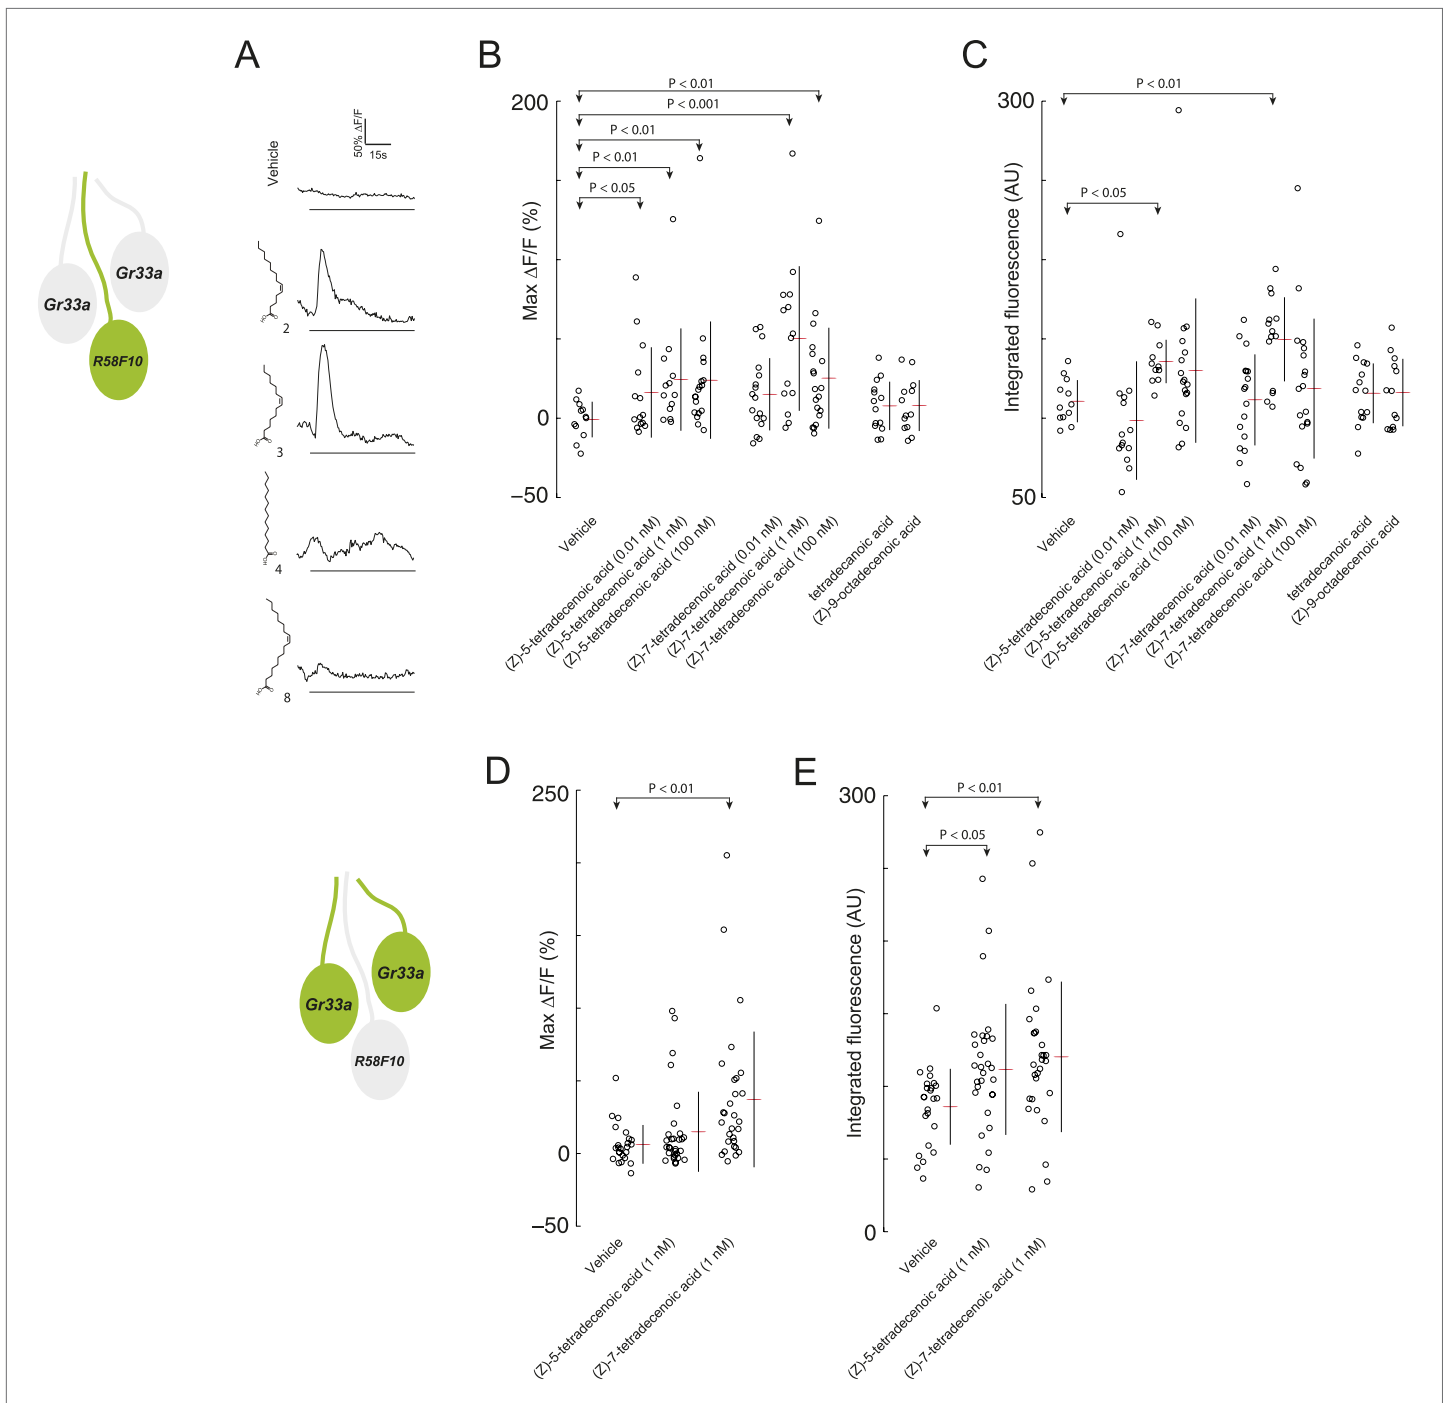 A
B
C
50% ΔF/F
15s
Vehicle
2
3
4
8
HO
O
HO
O
HO
O
HO
O
Gr33a
Gr33a
R58F10
P < 0.01
P < 0.001
P < 0.01
P < 0.01
P < 0.05
200
0
−50
Max ΔF/F (%)
Vehicle
(Z)-5-tetradecenoic acid (0.01 nM)
(Z)-5-tetradecenoic acid (1 nM)
(Z)-5-tetradecenoic acid (100 nM)
(Z)-7-tetradecenoic acid (0.01 nM)
(Z)-7-tetradecenoic acid (1 nM)
(Z)-7-tetradecenoic acid (100 nM)
tetradecanoic acid
(Z)-9-octadecenoic acid
P < 0.01
P < 0.05
300
50
Integrated fluorescence (AU)
Vehicle
(Z)-5-tetradecenoic acid (0.01 nM)
(Z)-5-tetradecenoic acid (1 nM)
(Z)-5-tetradecenoic acid (100 nM)
(Z)-7-tetradecenoic acid (0.01 nM)
(Z)-7-tetradecenoic acid (1 nM)
(Z)-7-tetradecenoic acid (100 nM)
tetradecanoic acid
(Z)-9-octadecenoic acid
D
E
Gr33a
Gr33a
R58F10
P < 0.01
250
0
−50
Max ΔF/F (%)
Vehicle
(Z)-5-tetradecenoic acid (1 nM)
(Z)-7-tetradecenoic acid (1 nM)
P < 0.01
P < 0.05
300
0
Integrated fluorescence (AU)
Vehicle
(Z)-5-tetradecenoic acid (1 nM)
(Z)-7-tetradecenoic acid (1 nM)